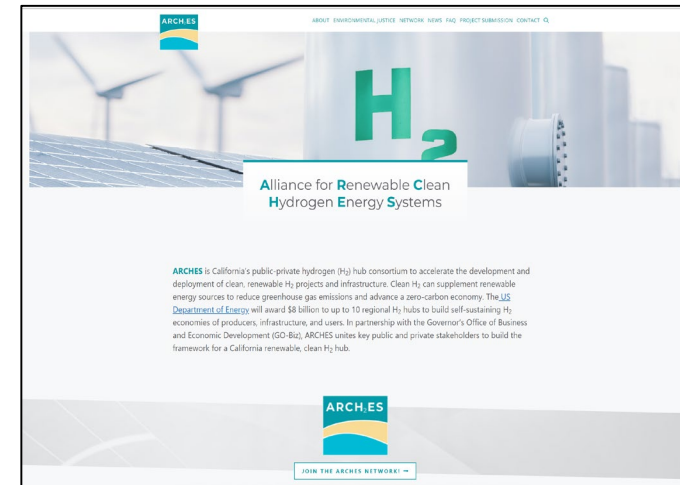 ARCH₂ES
ABOUT ENVIRONMENTAL JUSTICE NETWORK NEWS FAQ PROJECT SUBMISSION CONTACT
H₂
Alliance for Renewable Clean
Hydrogen Energy Systems
ARCHES is California's public-private hydrogen (H₂) hub consortium to accelerate the development and
deployment of clean, renewable H₂ projects and infrastructure. Clean H₂ can supplement renewable
energy sources to reduce greenhouse gas emissions and advance a zero-carbon economy. The US
Department of Energy will award $8 billion to up to 10 regional H₂ hubs to build self-sustaining H₂
economies of producers, infrastructure, and users. In partnership with the Governor's Office of Business
and Economic Development (GO-Biz), ARCHES unites key public and private stakeholders to build the
framework for a California renewable, clean H₂ hub.
ARCH₂ES
JOIN THE ARCHES NETWORK! →